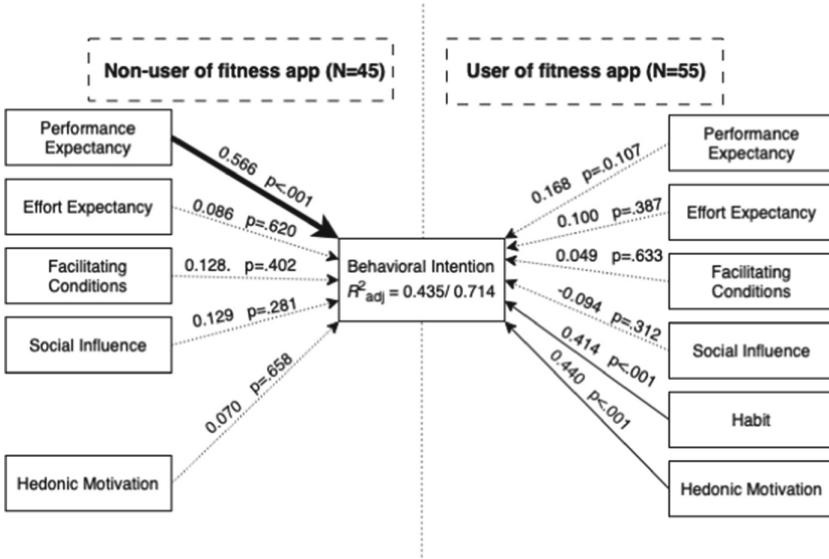 Non-user of fitness app (N=45)
User of fitness app (N=55)
Performance
Expectancy
Effort Expectancy
Facilitating
Conditions
Social Influence
Hedonic Motivation
0.566 p<.001
0.086 p=.620
0.128. p=.402
0.129 p=.281
0.070 p=.658
Behavioral Intention
R²adj = 0.435/ 0.714
0.168 p=.0.107
0.100 p=.387
0.049 p=.633
-0.094 p=.312
0.414 p<.001
0.440 p<.001
Performance
Expectancy
Effort Expectancy
Facilitating
Conditions
Social Influence
Habit
Hedonic Motivation